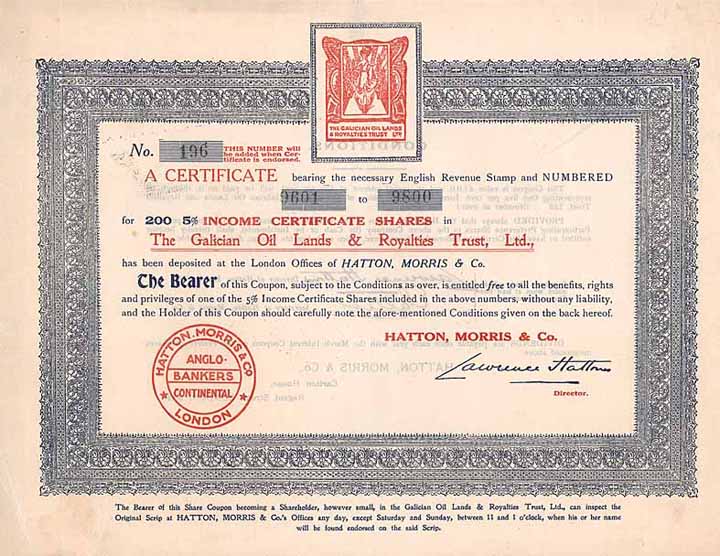 THE GALICIAN OIL LANDS
& ROYALTIES TRUST LTD
No. 196 THIS NUMBER will
be added when Cer-
tificate is endorsed.
A CERTIFICATE bearing the necessary English Revenue Stamp and NUMBERED
9601 to 9800
for 200 5% INCOME CERTIFICATE SHARES in
The Galician Oil Lands & Royalties Trust, Ltd.,
has been deposited at the London Offices of HATTON, MORRIS & Co.
The Bearer of this Coupon, subject to the Conditions as over, is entitled free to all the benefits, rights
and privileges of one of the 5% Income Certificate Shares included in the above numbers, without any liability,
and the Holder of this Coupon should carefully note the afore-mentioned Conditions given on the back hereof.
HATTON, MORRIS & Co.
Lawrence Hatton
Director.
HATTON. MORRIS & CO
ANGLO-
BANKERS
CONTINENTAL
LONDON
The Bearer of this Share Coupon becoming a Shareholder, however small, in the Galician Oil Lands & Royalties Trust, Ltd., can inspect the
Original Scrip at HATTON, MORRIS & Co.'s Offices any day, except Saturday and Sunday, between 11 and 1 o'clock, when his or her name
will be found endorsed on the said Scrip.